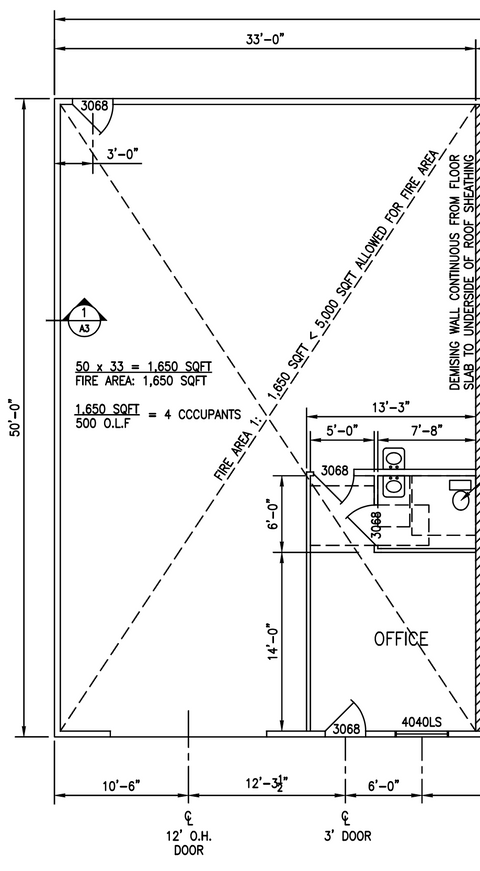 33'-0"
3068
3'-0"
FIRE AREA 1: 1,650 SQFT < 5,000 SQFT ALLOWED FOR FIRE AREA
DEMISING WALL CONTINUOUS FROM FLOOR
SLAB TO UNDERSIDE OF ROOF SHEATHING
1
A3
50 x 33 = 1,650 SQFT
FIRE AREA: 1,650 SQFT
1,650 SQFT
500 O.L.F
= 4 CCCUPANTS
50'-0"
13'-3"
5'-0"
7'-8"
3068
6'-0"
3068
14'-0"
OFFICE
3068
4040LS
10'-6"
12'-3½"
6'-0"
℄
12' O.H.
DOOR
℄
3' DOOR